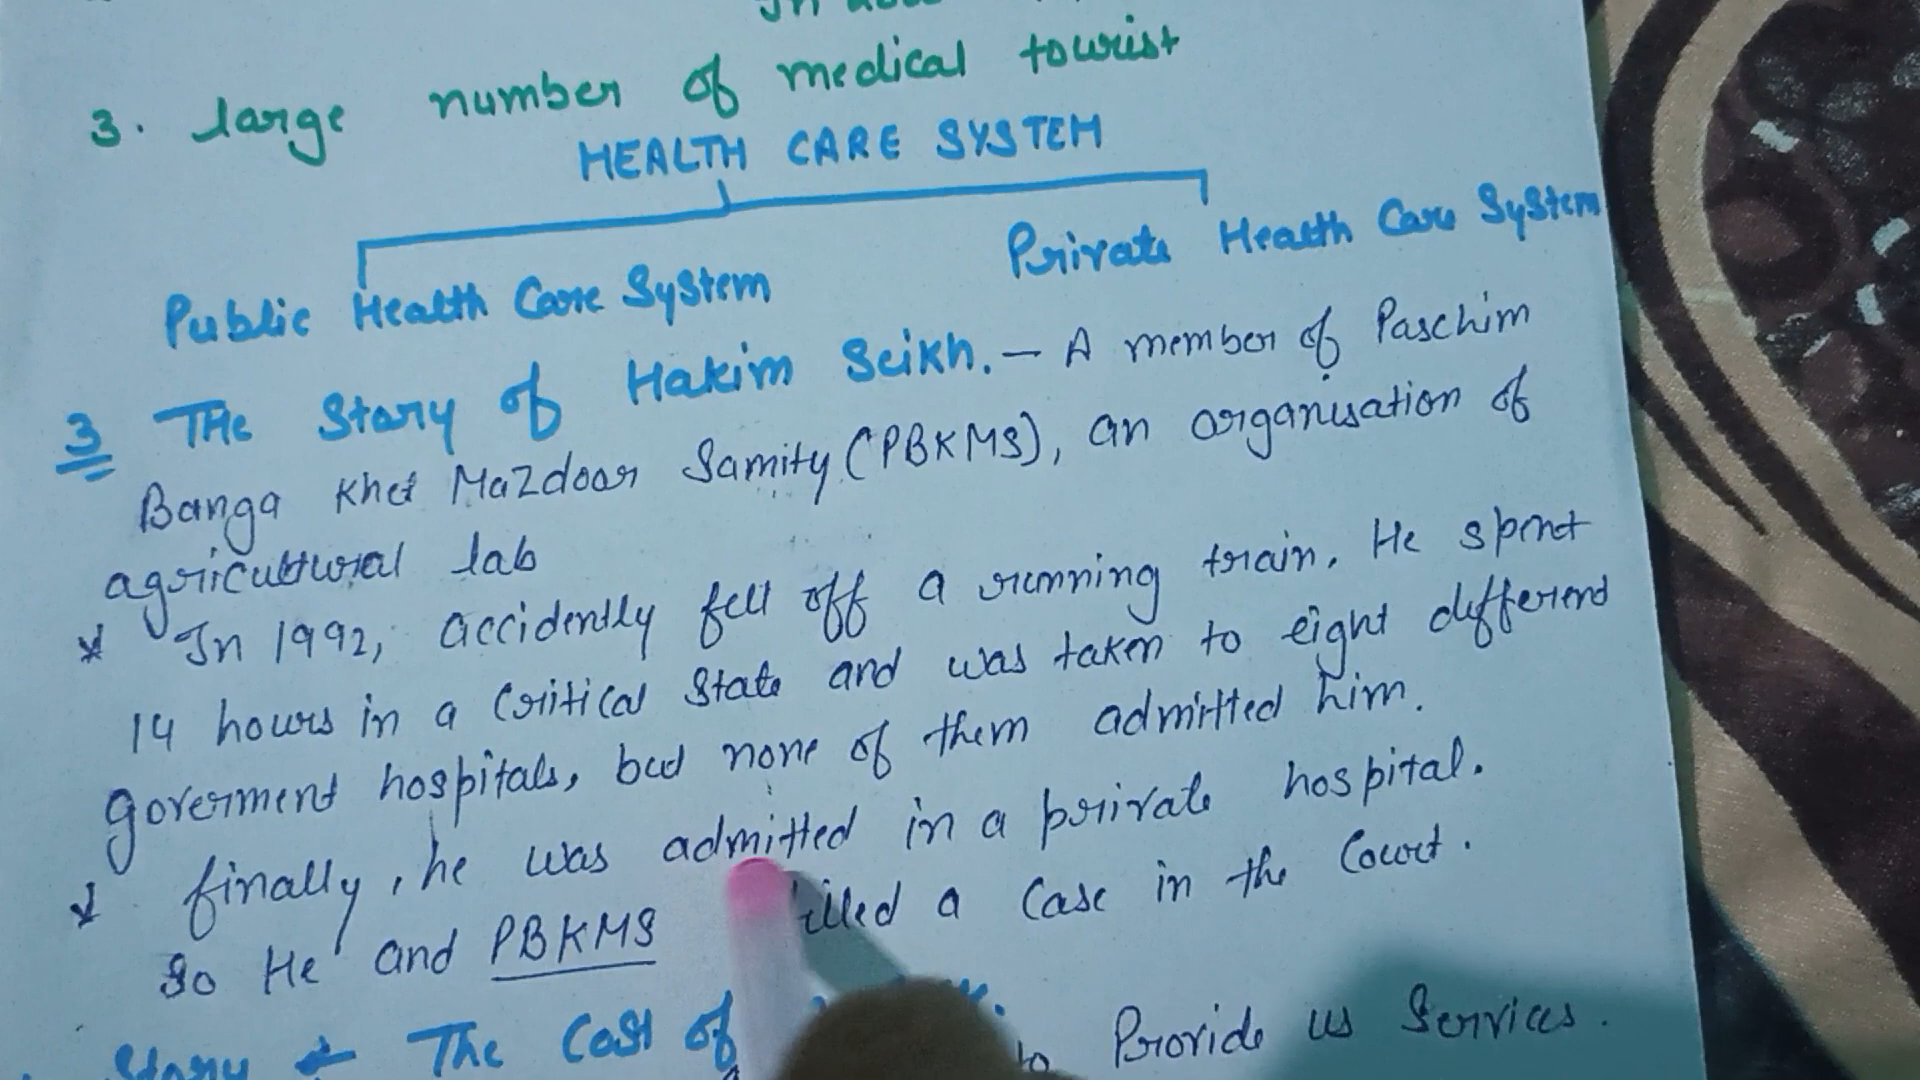 3. large number of medical tourist
HEALTH CARE SYSTEM
Public Health Care System Private Health Care System
3 The Story of Hakim Seikh. - A member of Paschim
Banga Khet Mazdoor Samity (PBKMS), an organisation of
agricultural lab
* In 1992, accidently fell off a running train. He spent
14 hours in a critical state and was taken to eight different
goverment hospitals, but none of them admitted him.
* finally, he was admitted in a private hospital.
So He and PBKMS a case in the Court.
Story The Cost of to Provide us Services.